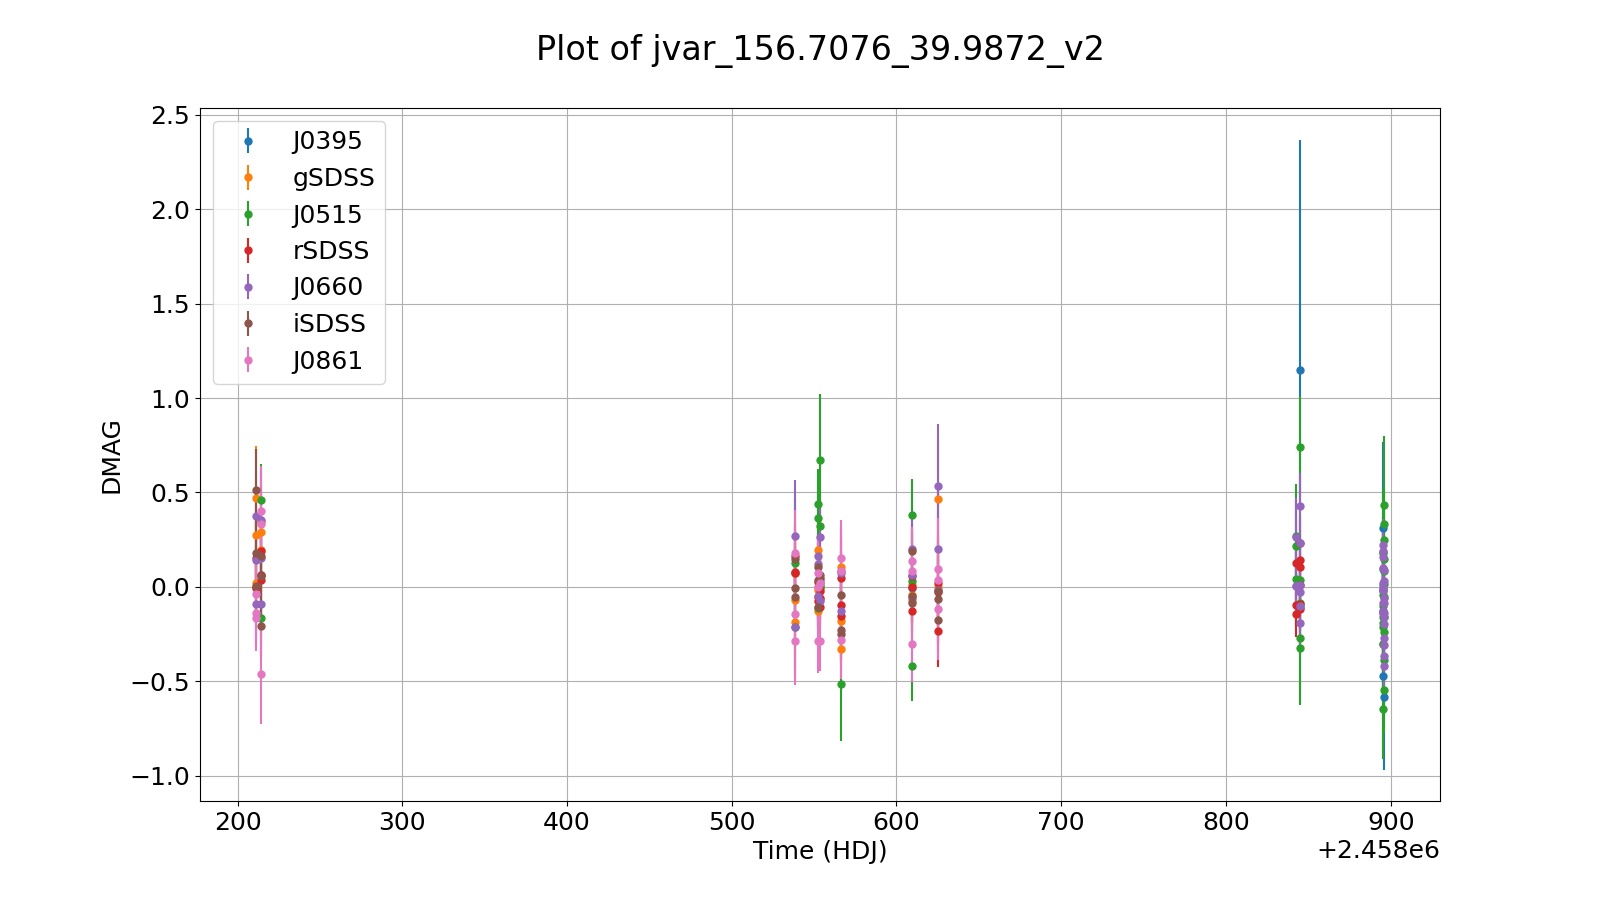 Plot of jvar_156.7076_39.9872_v2
2.5
2.0
1.5
1.0
0.5
0.0
−0.5
−1.0
DMAG
J0395
gSDSS
J0515
rSDSS
J0660
iSDSS
J0861
200 300 400 500 600 700 800 900
Time (HDJ)
+2.458e6